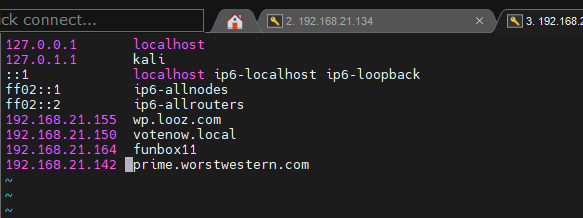 ick connect...
2. 192.168.21.134
3. 192.168.2
127.0.0.1 localhost
127.0.1.1 kali
::1 localhost ip6-localhost ip6-loopback
ff02::1 ip6-allnodes
ff02::2 ip6-allrouters
192.168.21.155 wp.looz.com
192.168.21.150 votenow.local
192.168.21.164 funbox11
192.168.21.142 prime.worstwestern.com
~
~
~